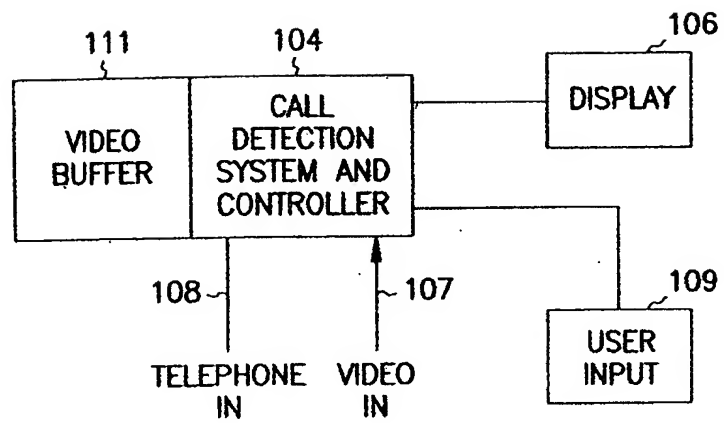 111
104
106
VIDEO
BUFFER
CALL
DETECTION
SYSTEM AND
CONTROLLER
DISPLAY
108
107
109
TELEPHONE
IN
VIDEO
IN
USER
INPUT